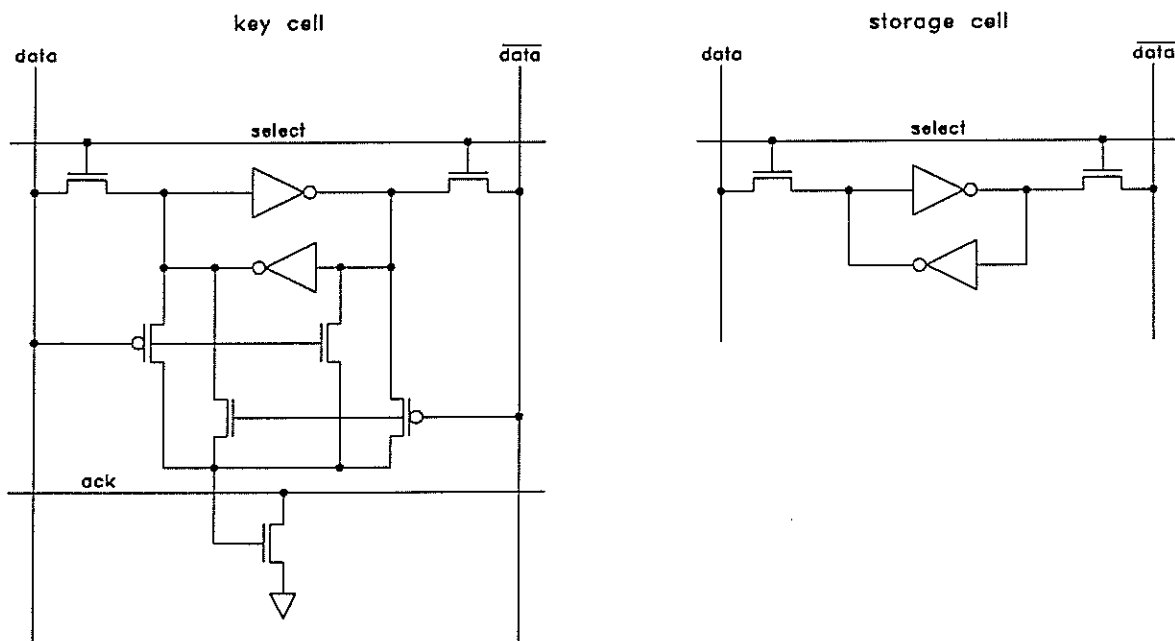 key cell
data
data
select
ack
storage cell
data
data
select